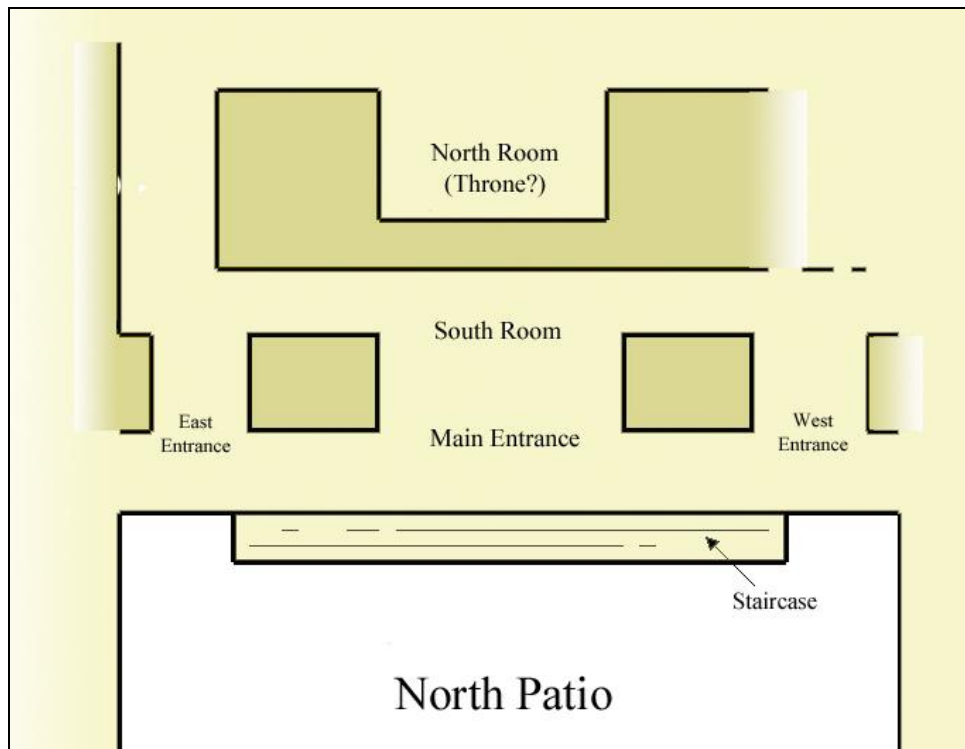 North Room
(Throne?)
South Room
East
Entrance
Main Entrance
West
Entrance
Staircase
North Patio